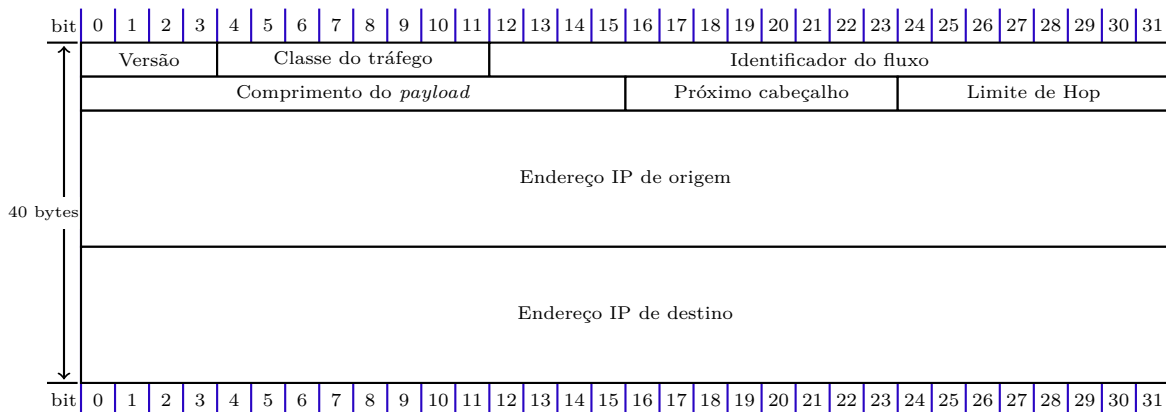 bit 0 1 2 3 4 5 6 7 8 9 10 11 12 13 14 15 16 17 18 19 20 21 22 23 24 25 26 27 28 29 30 31
Versão Classe do tráfego Identificador do fluxo
Comprimento do payload Próximo cabeçalho Limite de Hop
Endereço IP de origem
40 bytes
Endereço IP de destino
bit 0 1 2 3 4 5 6 7 8 9 10 11 12 13 14 15 16 17 18 19 20 21 22 23 24 25 26 27 28 29 30 31